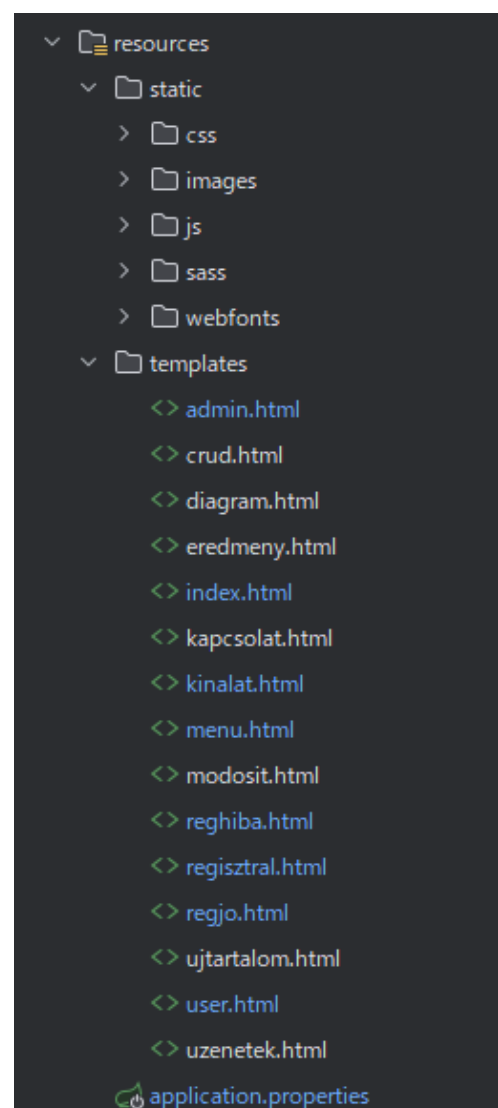 resources
static
css
images
js
sass
webfonts
templates
admin.html
crud.html
diagram.html
eredmeny.html
index.html
kapcsolat.html
kinalat.html
menu.html
modosit.html
reghiba.html
regisztral.html
regjo.html
ujtartalom.html
user.html
uzenetek.html
application.properties